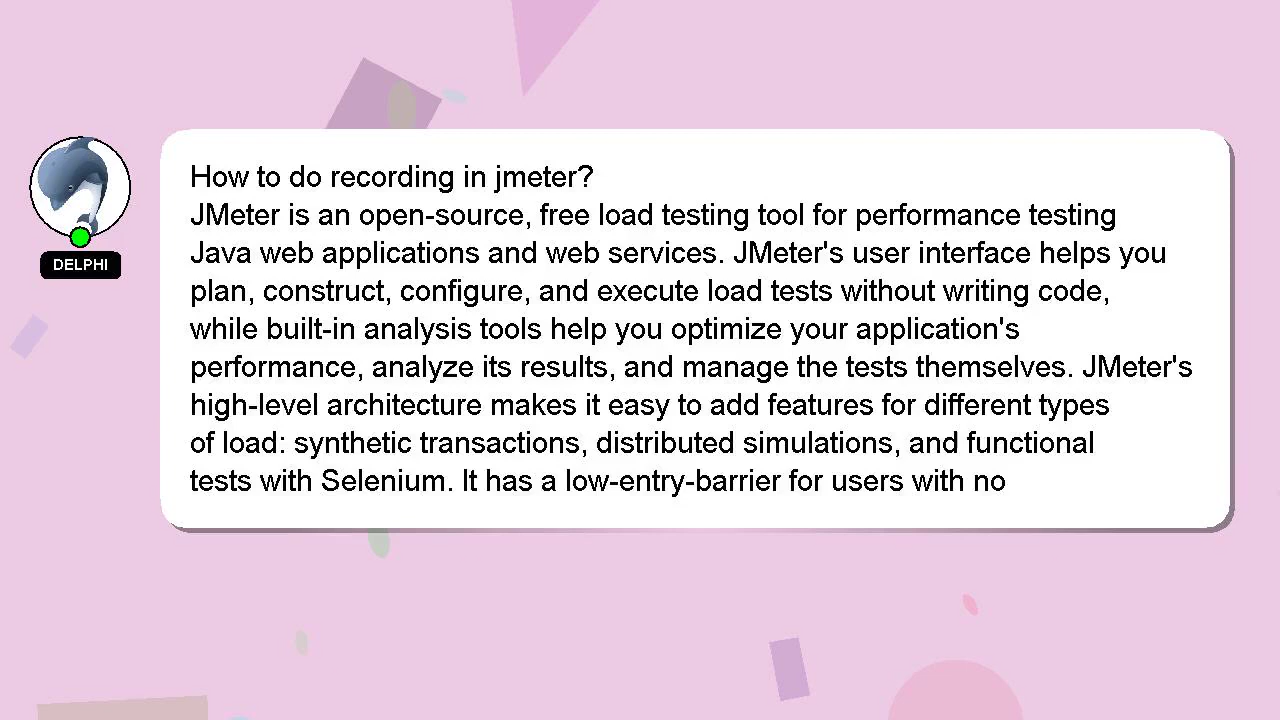 How to do recording in jmeter?
JMeter is an open-source, free load testing tool for performance testing
Java web applications and web services. JMeter's user interface helps you
plan, construct, configure, and execute load tests without writing code,
while built-in analysis tools help you optimize your application's
performance, analyze its results, and manage the tests themselves. JMeter's
high-level architecture makes it easy to add features for different types
of load: synthetic transactions, distributed simulations, and functional
tests with Selenium. It has a low-entry-barrier for users with no
DELPHI